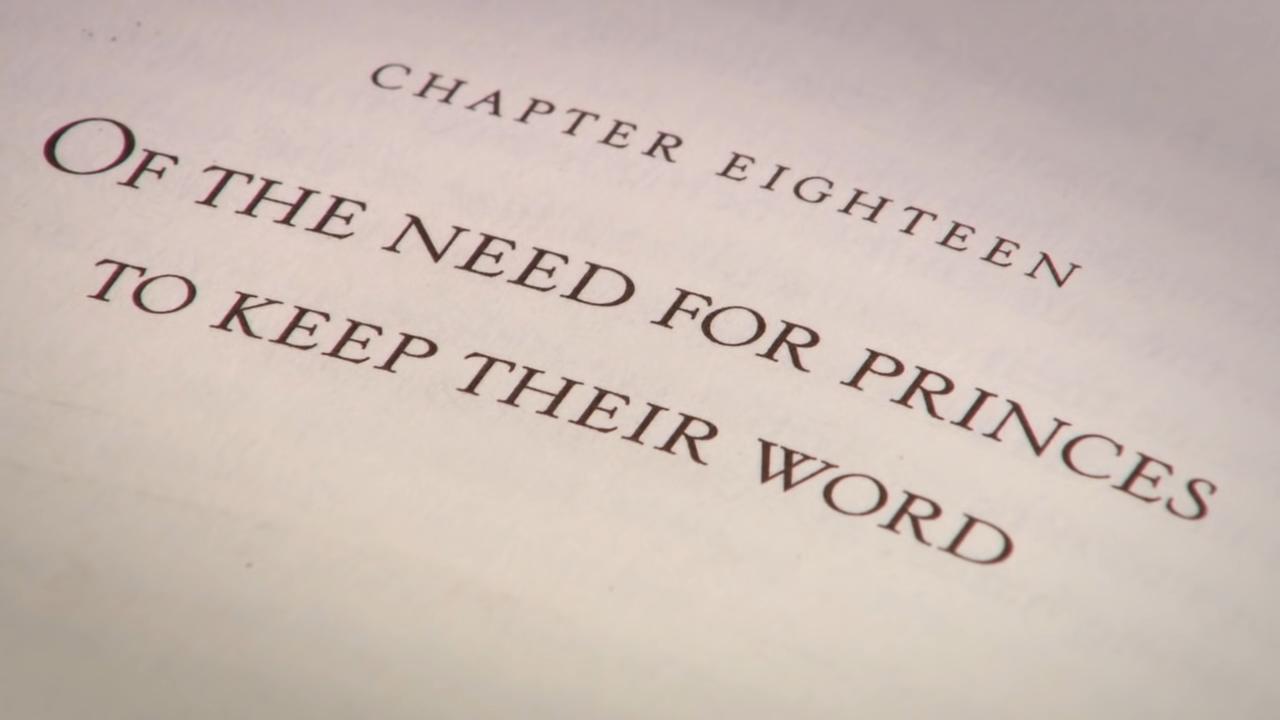 CHAPTER EIGHTEEN
OF THE NEED FOR PRINCES
TO KEEP THEIR WORD